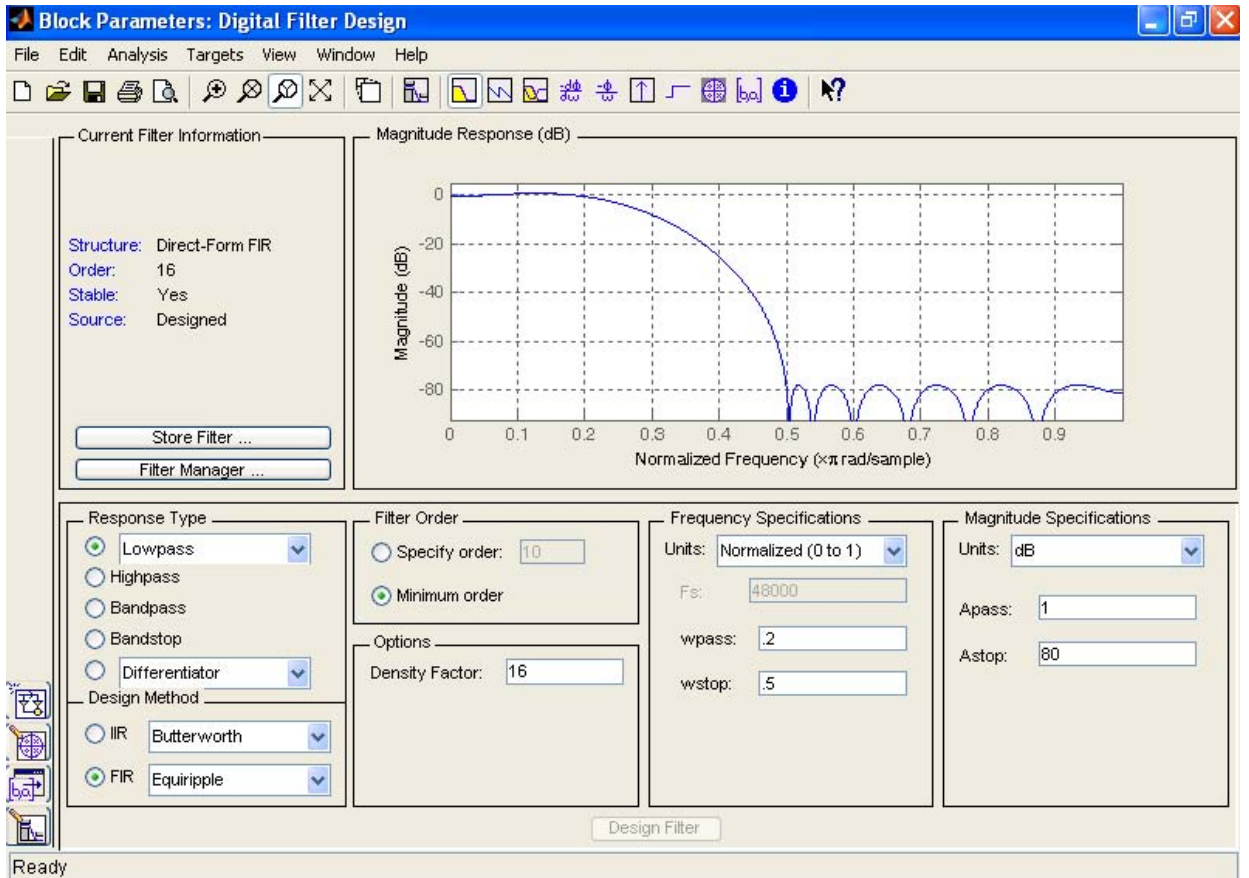 Block Parameters: Digital Filter Design
File Edit Analysis Targets View Window Help
Current Filter Information
Structure: Direct-Form FIR
Order: 16
Stable: Yes
Source: Designed
Store Filter ...
Filter Manager ...
Magnitude Response (dB)
Magnitude (dB)
0
-20
-40
-60
-80
0 0.1 0.2 0.3 0.4 0.5 0.6 0.7 0.8 0.9
Normalized Frequency (×π rad/sample)
Response Type
Lowpass
Highpass
Bandpass
Bandstop
Differentiator
Design Method
IIR Butterworth
FIR Equiripple
Filter Order
Specify order: 10
Minimum order
Options
Density Factor: 16
Frequency Specifications
Units: Normalized (0 to 1)
Fs: 48000
wpass: .2
wstop: .5
Magnitude Specifications
Units: dB
Apass: 1
Astop: 80
Design Filter
Ready